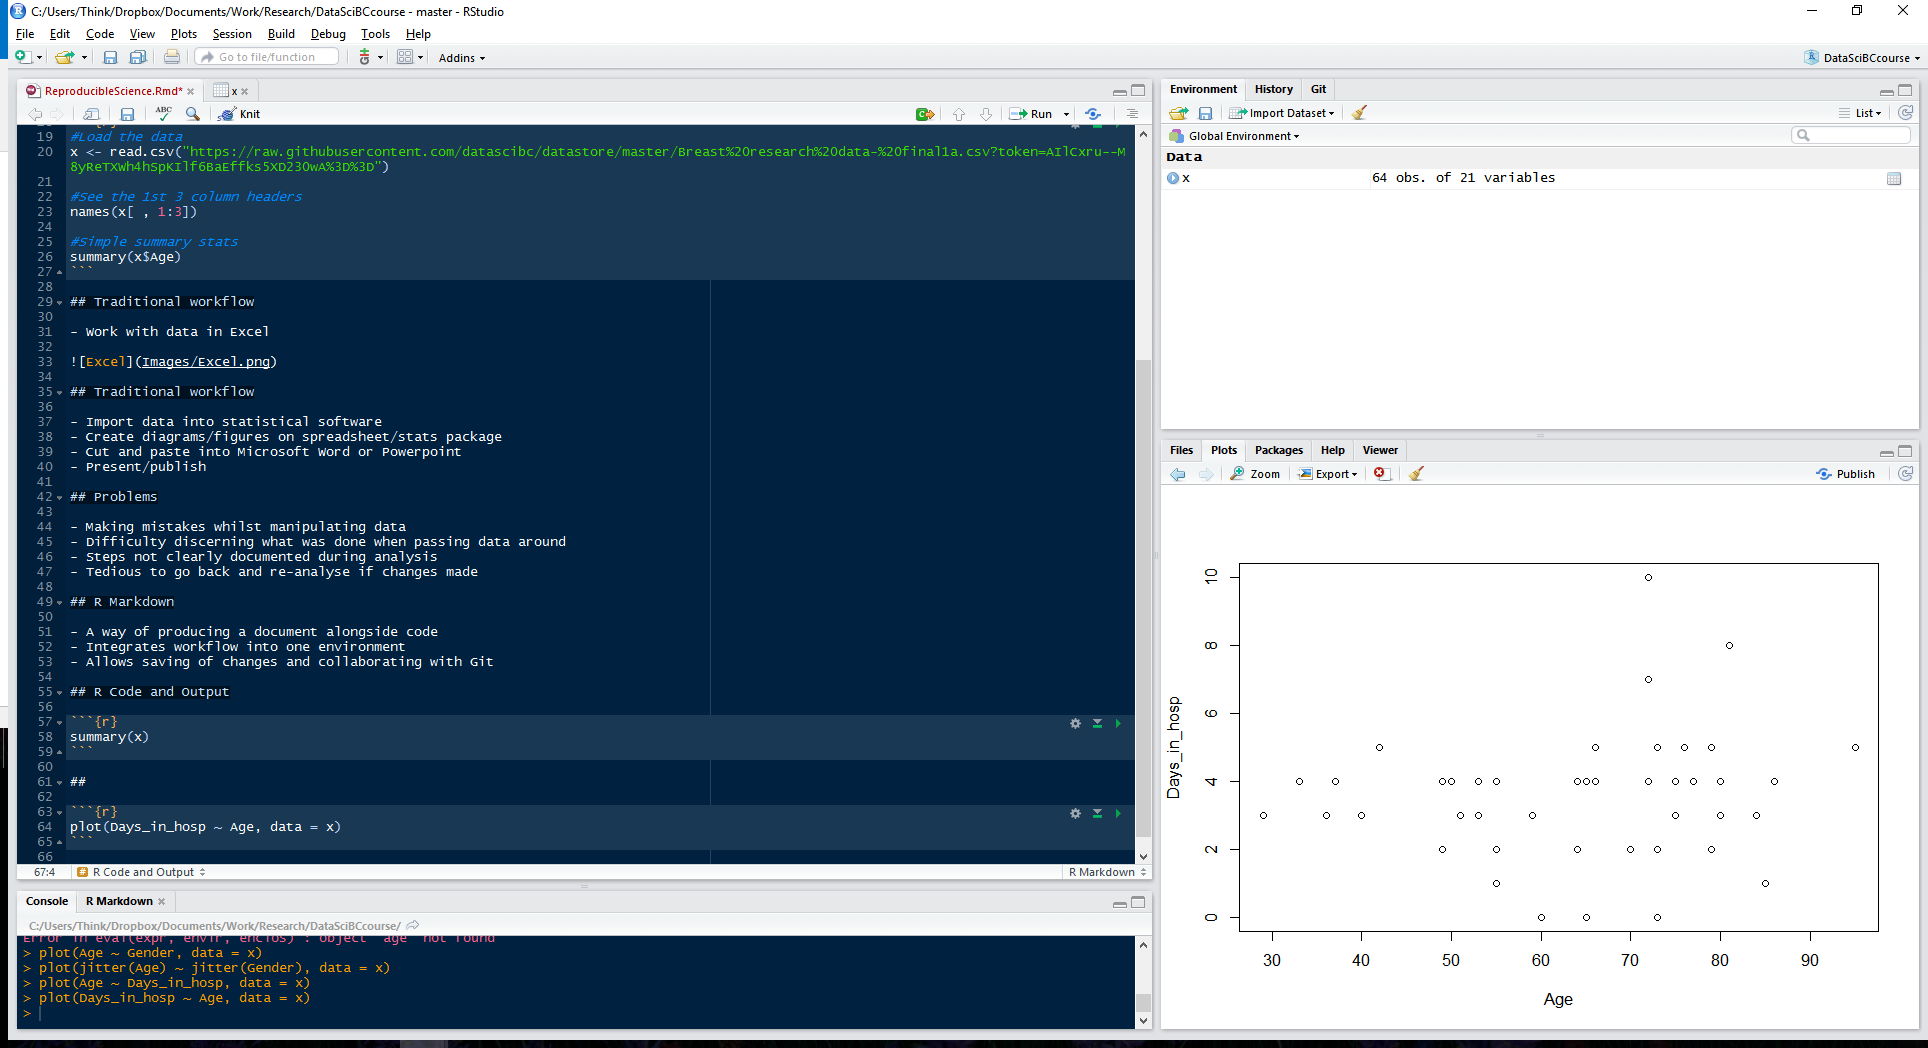 C:/Users/Think/Dropbox/Documents/Work/Research/DataSciBCcourse - master - RStudio
File Edit Code View Plots Session Build Debug Tools Help
Go to file/function Addins DataSciBCcourse
ReproducibleScience.Rmd* x
ABC Knit Run
19 #Load the data
20 x <- read.csv("https://raw.githubusercontent.com/datascibc/datastore/master/Breast%20research%20data-%20final1a.csv?token=AIlCxru--M
8yReTXWh4hSpKIlf6BaEffks5XD23OwA%3D%3D")
21
22 #See the 1st 3 column headers
23 names(x[ , 1:3])
24
25 #Simple summary stats
26 summary(x$Age)
27 ```
28
29 ## Traditional workflow
30
31 - Work with data in Excel
32
33 ![Excel](Images/Excel.png)
34
35 ## Traditional workflow
36
37 - Import data into statistical software
38 - Create diagrams/figures on spreadsheet/stats package
39 - Cut and paste into Microsoft Word or Powerpoint
40 - Present/publish
41
42 ## Problems
43
44 - Making mistakes whilst manipulating data
45 - Difficulty discerning what was done when passing data around
46 - Steps not clearly documented during analysis
47 - Tedious to go back and re-analyse if changes made
48
49 ## R Markdown
50
51 - A way of producing a document alongside code
52 - Integrates workflow into one environment
53 - Allows saving of changes and collaborating with Git
54
55 ## R Code and Output
56
57 ```{r}
58 summary(x)
59 ```
60
61 ##
62
63 ```{r}
64 plot(Days_in_hosp ~ Age, data = x)
65 ```
66
67:4 # R Code and Output R Markdown
Console R Markdown
C:/Users/Think/Dropbox/Documents/Work/Research/DataSciBCcourse/
Error in eval(expr, envir, enclos) : object 'age' not found
> plot(Age ~ Gender, data = x)
> plot(jitter(Age) ~ jitter(Gender), data = x)
> plot(Age ~ Days_in_hosp, data = x)
> plot(Days_in_hosp ~ Age, data = x)
>
Environment History Git
Import Dataset List
Global Environment
Data
x 64 obs. of 21 variables
Files Plots Packages Help Viewer
Zoom Export Publish
10
8
6
4
2
0
Days_in_hosp
30 40 50 60 70 80 90
Age